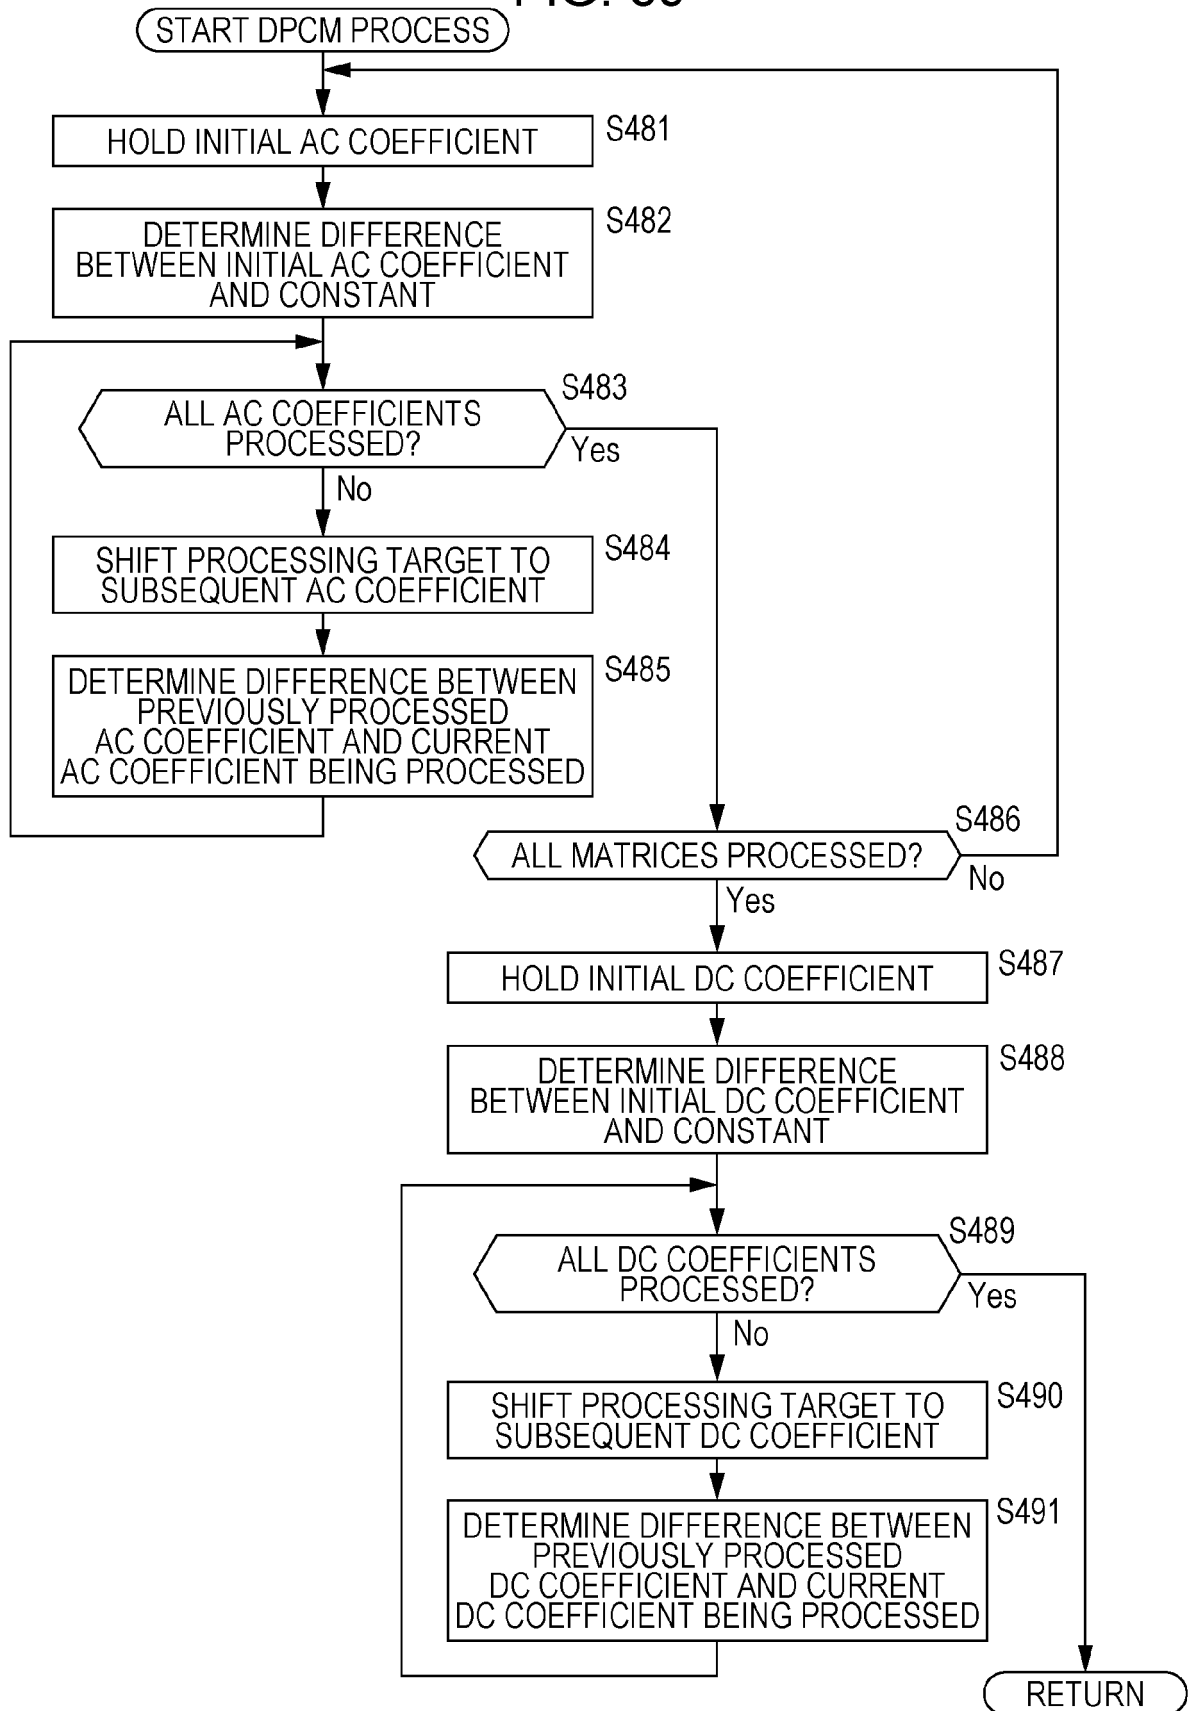 START DPCM PROCESS
HOLD INITIAL AC COEFFICIENT
S481
DETERMINE DIFFERENCE
BETWEEN INITIAL AC COEFFICIENT
AND CONSTANT
S482
ALL AC COEFFICIENTS
PROCESSED?
S483
Yes
No
SHIFT PROCESSING TARGET TO
SUBSEQUENT AC COEFFICIENT
S484
DETERMINE DIFFERENCE BETWEEN
PREVIOUSLY PROCESSED
AC COEFFICIENT AND CURRENT
AC COEFFICIENT BEING PROCESSED
S485
ALL MATRICES PROCESSED?
S486
No
Yes
HOLD INITIAL DC COEFFICIENT
S487
DETERMINE DIFFERENCE
BETWEEN INITIAL DC COEFFICIENT
AND CONSTANT
S488
ALL DC COEFFICIENTS
PROCESSED?
S489
Yes
No
SHIFT PROCESSING TARGET TO
SUBSEQUENT DC COEFFICIENT
S490
DETERMINE DIFFERENCE BETWEEN
PREVIOUSLY PROCESSED
DC COEFFICIENT AND CURRENT
DC COEFFICIENT BEING PROCESSED
S491
RETURN